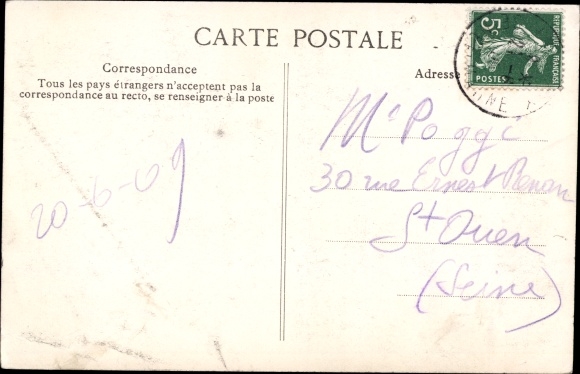 CARTE POSTALE
Correspondance
Tous les pays étrangers n'acceptent pas la
correspondance au recto, se renseigner à la poste
Adresse
5c
REPUBLIQUE FRANÇAISE
POSTES
20-6-09
Mr Poggi
30 rue Ernest Renan
St Ouen
(Seine)